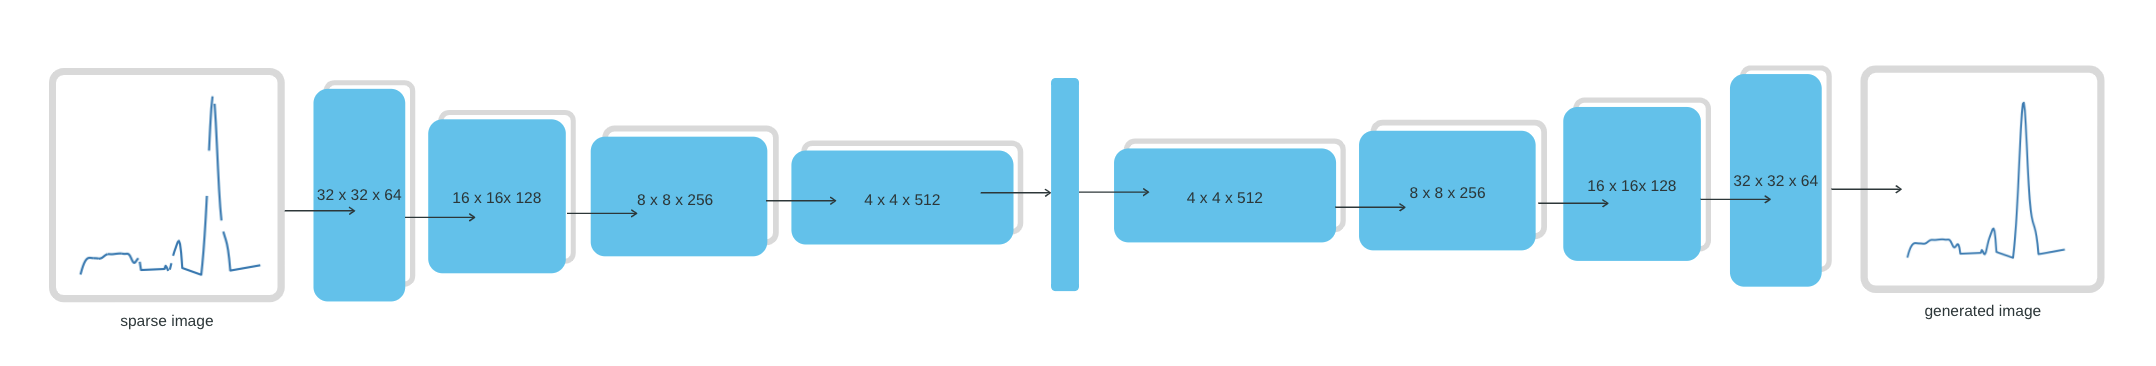 32 x 32 x 64
16 x 16x 128
8 x 8 x 256
4 x 4 x 512
4 x 4 x 512
8 x 8 x 256
16 x 16x 128
32 x 32 x 64
sparse image
generated image